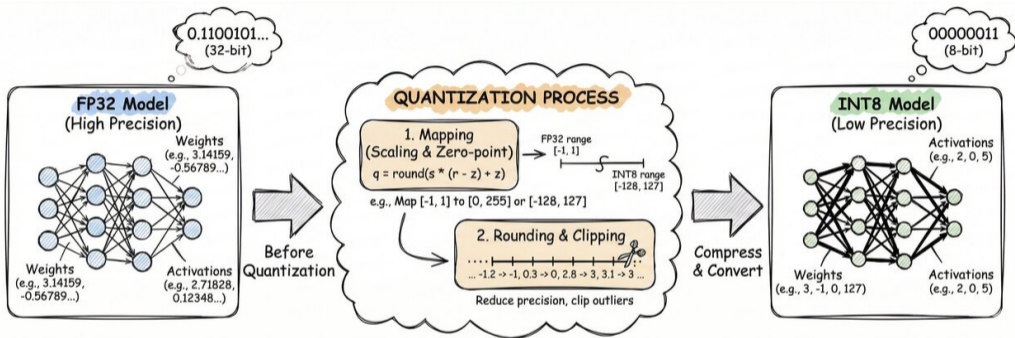 0.1100101...
(32-bit)
FP32 Model
(High Precision)
Weights
(e.g., 3.14159,
-0.56789...)
Weights
(e.g., 3.14159,
-0.56789...)
Activations
(e.g., 2.71828,
0.12348...)
Before
Quantization
QUANTIZATION PROCESS
1. Mapping
(Scaling & Zero-point)
q = round(s * (r - z) + z)
FP32 range
[-1, 1]
INT8 range
[-128, 127]
e.g., Map [-1, 1] to [0, 255] or [-128, 127]
2. Rounding & Clipping
... -1.2 -> -1, 0.3 -> 0, 2.8 -> 3, 3.1 -> 3 ...
Reduce precision, clip outliers
Compress
& Convert
00000011
(8-bit)
INT8 Model
(Low Precision)
Activations
(e.g., 2, 0, 5)
Weights
(e.g., 3, -1, 0, 127)
Activations
(e.g., 2, 0, 5)